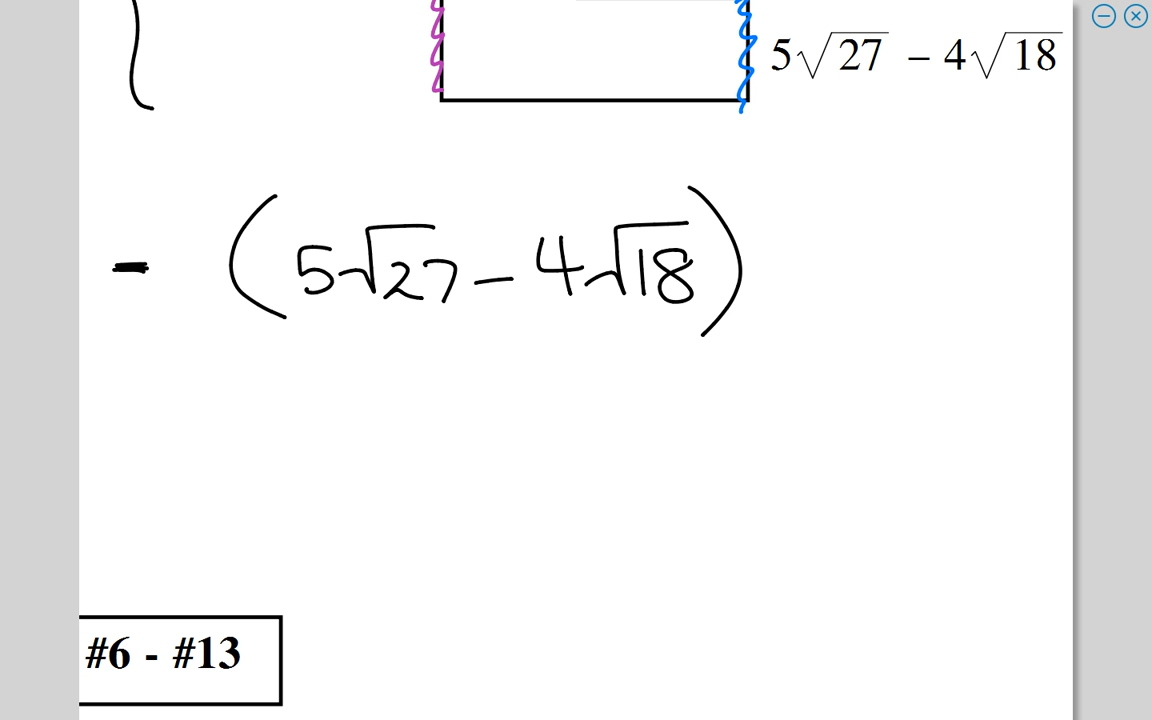 5√27 – 4√18
- (5√27 - 4√18)
#6 - #13